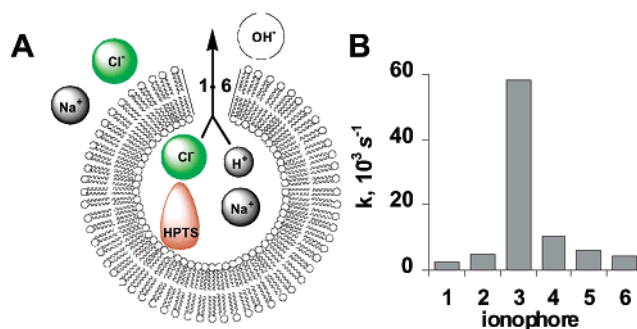 A
Cl-
Na+
OH-
1 - 6
Cl-
H+
HPTS
Na+
B
k, 10³ s⁻¹
60
40
20
0
1 2 3 4 5 6
ionophore